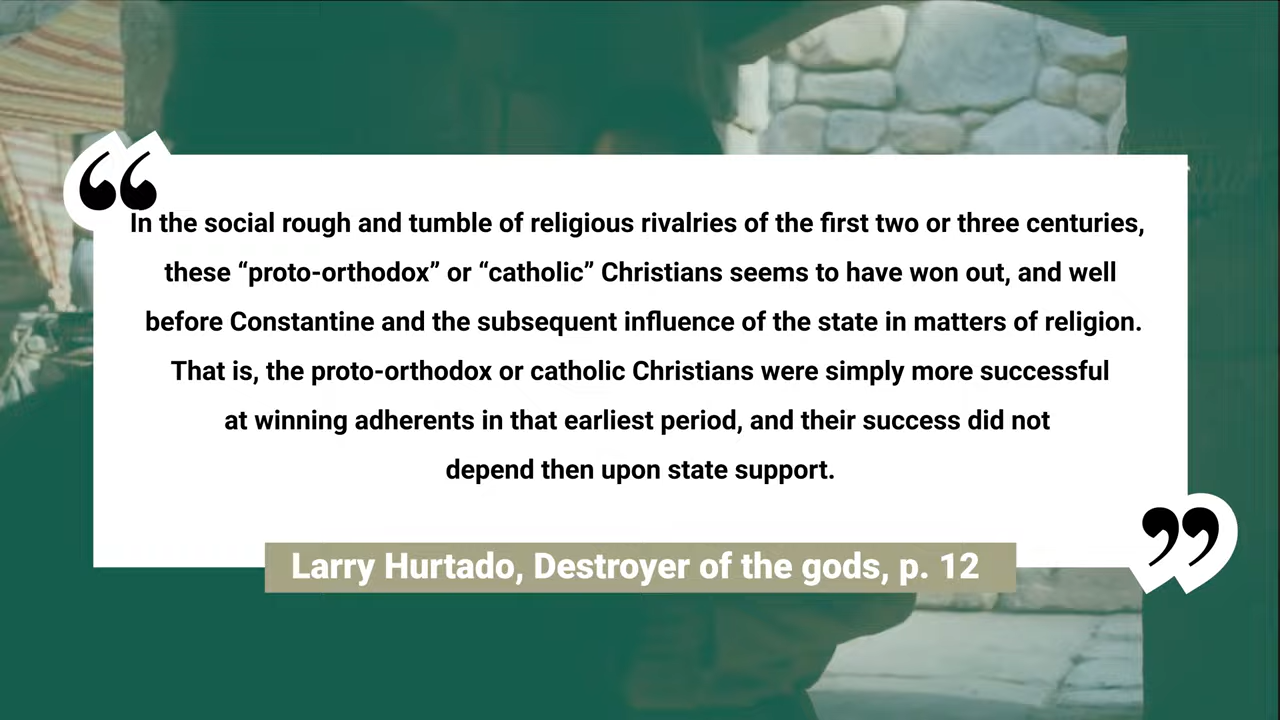 In the social rough and tumble of religious rivalries of the first two or three centuries,
these “proto-orthodox” or “catholic” Christians seems to have won out, and well
before Constantine and the subsequent influence of the state in matters of religion.
That is, the proto-orthodox or catholic Christians were simply more successful
at winning adherents in that earliest period, and their success did not
depend then upon state support.
Larry Hurtado, Destroyer of the gods, p. 12